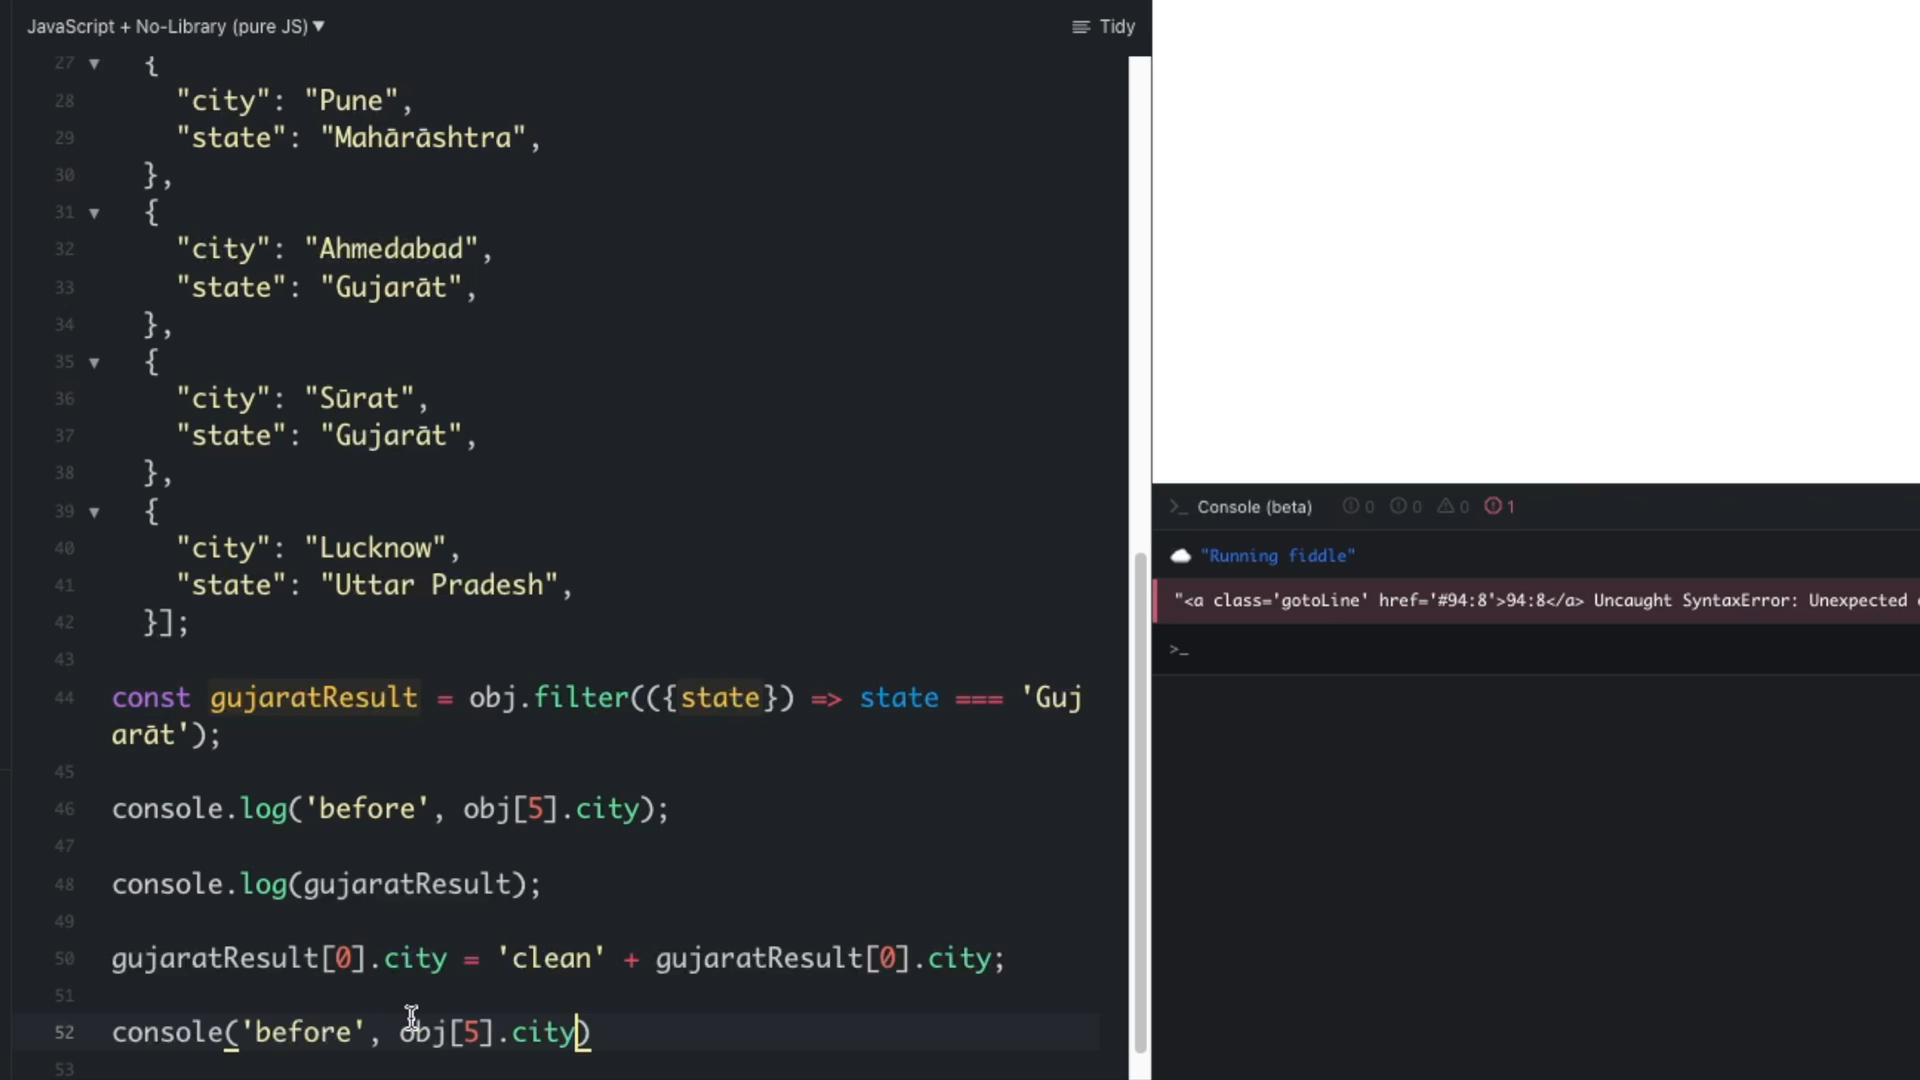 JavaScript + No-Library (pure JS) ▼
Tidy
27 ▼ {
28 "city": "Pune",
29 "state": "Mahārāshtra",
30 },
31 ▼ {
32 "city": "Ahmedabad",
33 "state": "Gujarāt",
34 },
35 ▼ {
36 "city": "Sūrat",
37 "state": "Gujarāt",
38 },
39 ▼ {
40 "city": "Lucknow",
41 "state": "Uttar Pradesh",
42 }];
43
44 const gujaratResult = obj.filter(({state}) => state === 'Guj
arāt');
45
46 console.log('before', obj[5].city);
47
48 console.log(gujaratResult);
49
50 gujaratResult[0].city = 'clean' + gujaratResult[0].city;
51
52 console('before', obj[5].city)
53
>_ Console (beta) 0 0 0 1
"Running fiddle"
"<a class='gotoLine' href='#94:8'>94:8</a> Uncaught SyntaxError: Unexpected
>_